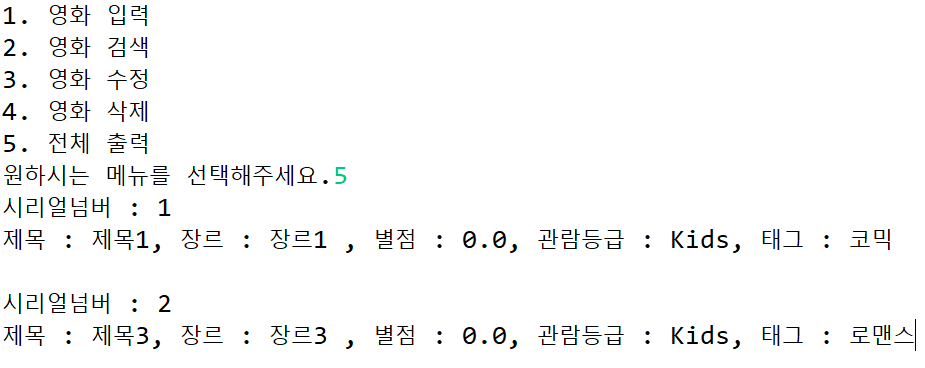 1. 영화 입력
2. 영화 검색
3. 영화 수정
4. 영화 삭제
5. 전체 출력
원하시는 메뉴를 선택해주세요.5
시리얼넘버 : 1
제목 : 제목1, 장르 : 장르1 , 별점 : 0.0, 관람등급 : Kids, 태그 : 코믹
시리얼넘버 : 2
제목 : 제목3, 장르 : 장르3 , 별점 : 0.0, 관람등급 : Kids, 태그 : 로맨스